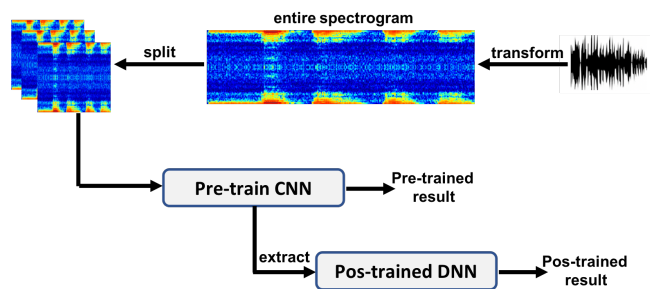 entire spectrogram
split
transform
Pre-train CNN
Pre-trained
result
extract
Pos-trained DNN
Pos-trained
result